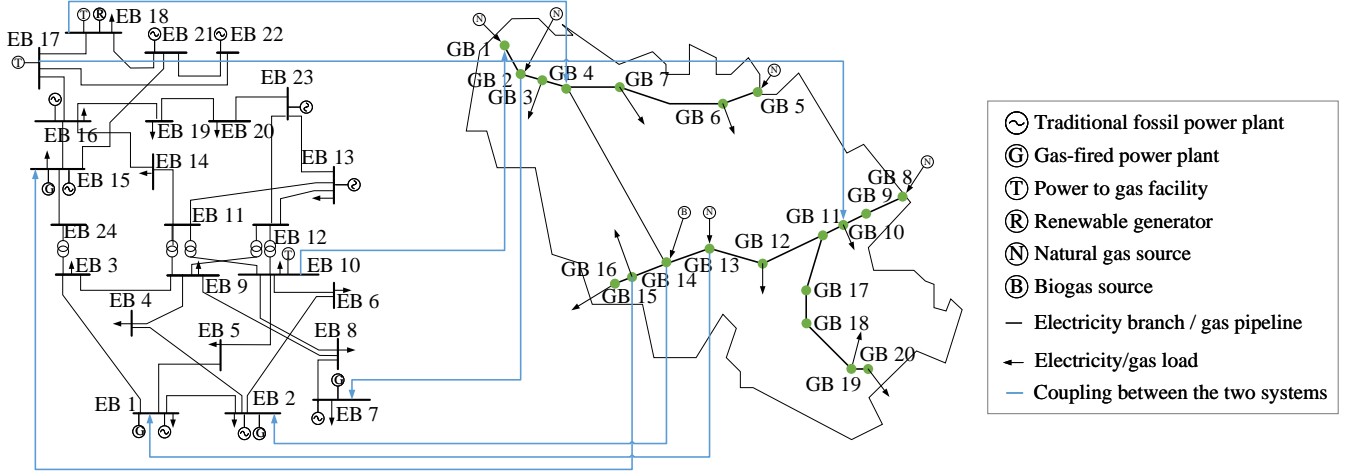 T R EB 18
EB 21 EB 22
EB 17
T
EB 23
EB 16 EB 19 EB 20
EB 14 EB 13
EB 15
G
EB 11
EB 24 EB 12
T
EB 3 EB 9 EB 10
EB 4 EB 6
EB 5 EB 8
G
EB 1 EB 2 EB 7
G G
N N
GB 1
GB 2 GB 4 GB 7 N
GB 3 GB 6 GB 5
N
GB 8
GB 9
GB 11
B N GB 10
GB 12
GB 16 GB 13
GB 14
GB 15
GB 17
GB 18
GB 20
GB 19
Traditional fossil power plant
G Gas-fired power plant
T Power to gas facility
R Renewable generator
N Natural gas source
B Biogas source
Electricity branch / gas pipeline
Electricity/gas load
Coupling between the two systems